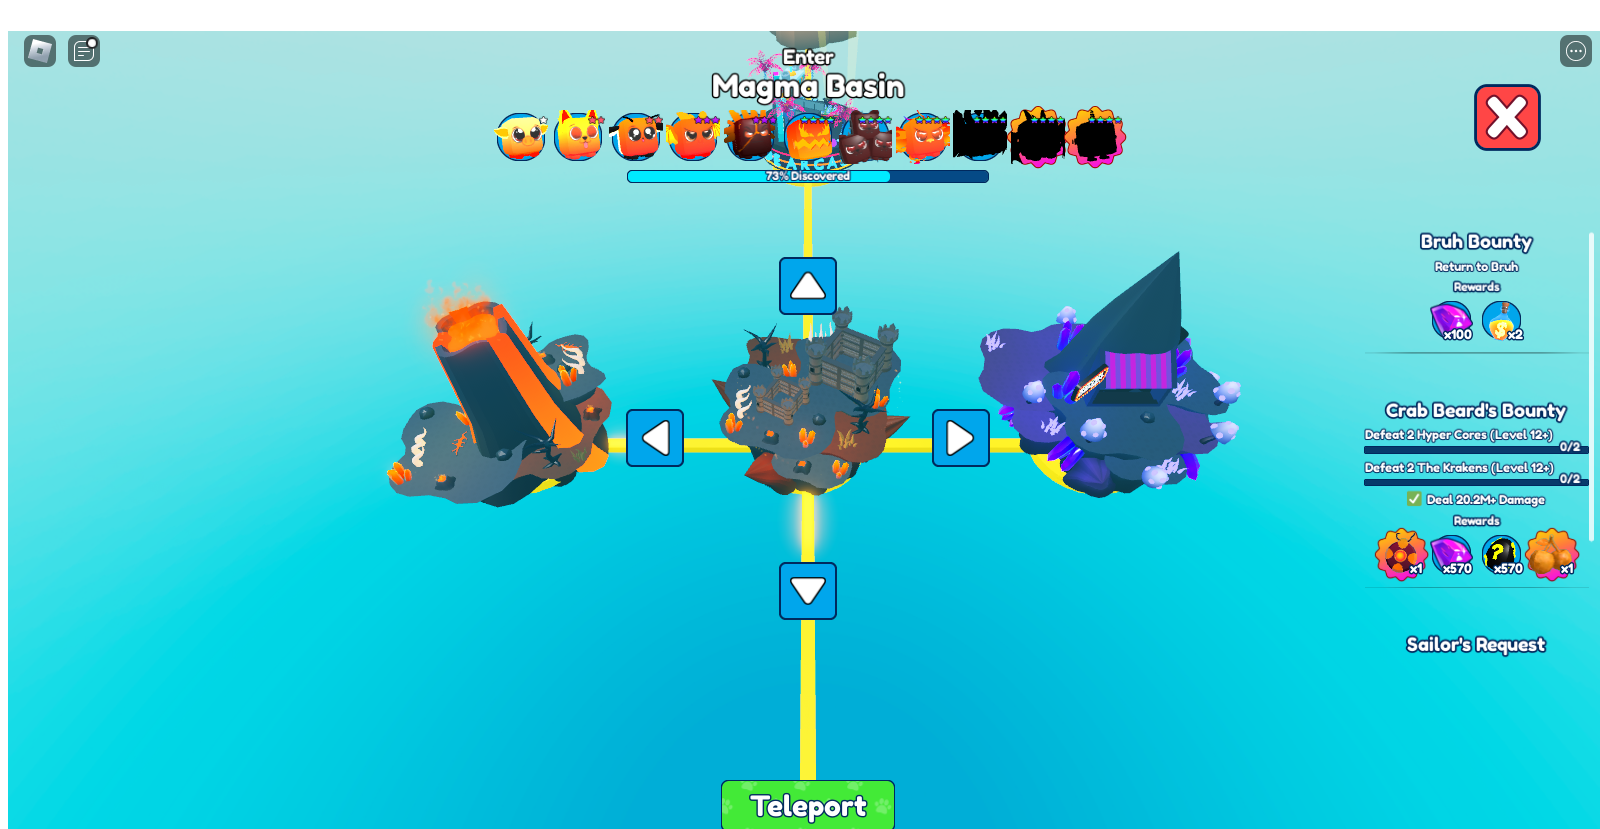 Enter
Magma Basin
73% Discovered
Bruh Bounty
Return to Bruh
Rewards
x100
x2
Crab Beard's Bounty
Defeat 2 Hyper Cores (Level 12+)
0/2
Defeat 2 The Krakens (Level 12+)
0/2
Deal 20.2M+ Damage
Rewards
x1
x570
?
x570
x1
Sailor's Request
Teleport